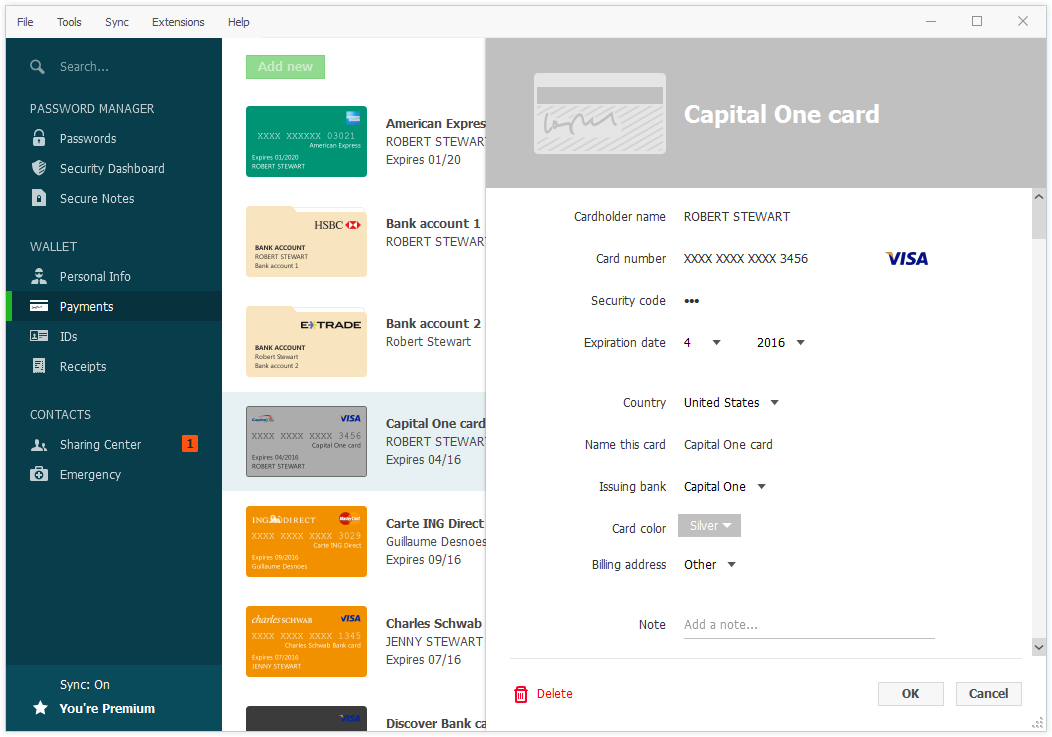 File Tools Sync Extensions Help
Search...
PASSWORD MANAGER
Passwords
Security Dashboard
Secure Notes
WALLET
Personal Info
Payments
IDs
Receipts
CONTACTS
Sharing Center 1
Emergency
Sync: On
You're Premium
Add new
XXXX XXXXXX 03021
American Express
Expires 01/2020
ROBERT STEWART
American Expres
ROBERT STEWAR
Expires 01/20
HSBC
BANK ACCOUNT
ROBERT STEWART
Bank account 1
Bank account 1
ROBERT STEWAR
E TRADE
BANK ACCOUNT
Robert Stewart
Bank account 2
Bank account 2
Robert Stewart
VISA
XXXX XXXX XXXX 3456
Capital One card
Expires 04/2016
ROBERT STEWART
Capital One card
ROBERT STEWAR
Expires 04/16
ING DIRECT MasterCard
XXXX XXXX XXXX 3029
Carte ING Direct
Expires 09/2016
Guillaume Desnoes
Carte ING Direct
Guillaume Desnoes
Expires 09/16
charles SCHWAB VISA
XXXX XXXX XXXX 1345
Charles Schwab Bank card
Expires 07/2016
JENNY STEWART
Charles Schwab
JENNY STEWART
Expires 07/16
VISA
Discover Bank ca
Capital One card
Cardholder name ROBERT STEWART
Card number XXXX XXXX XXXX 3456 VISA
Security code •••
Expiration date 4 2016
Country United States
Name this card Capital One card
Issuing bank Capital One
Card color Silver
Billing address Other
Note Add a note...
Delete OK Cancel